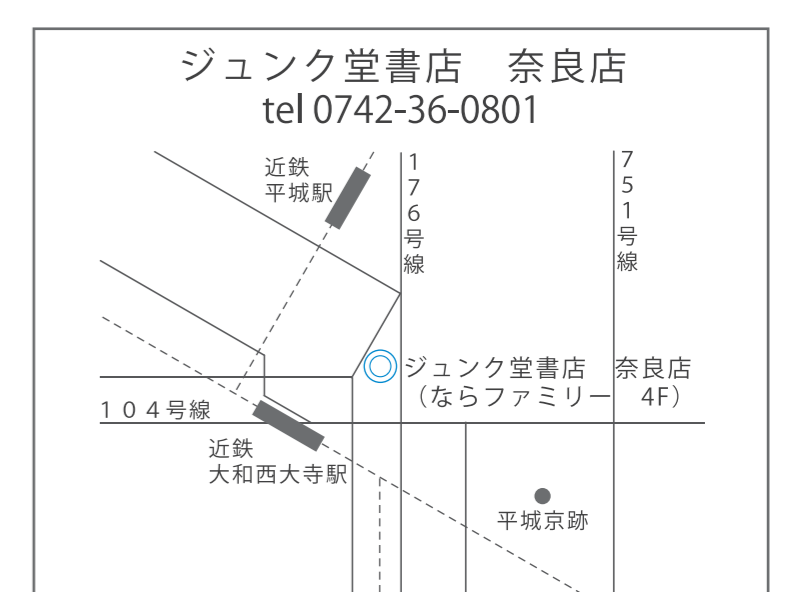 ジュンク堂書店　奈良店
tel 0742-36-0801
近鉄
平城駅
176号線
751号線
ジュンク堂書店　奈良店
（ならファミリー　4F）
104号線
近鉄
大和西大寺駅
平城京跡